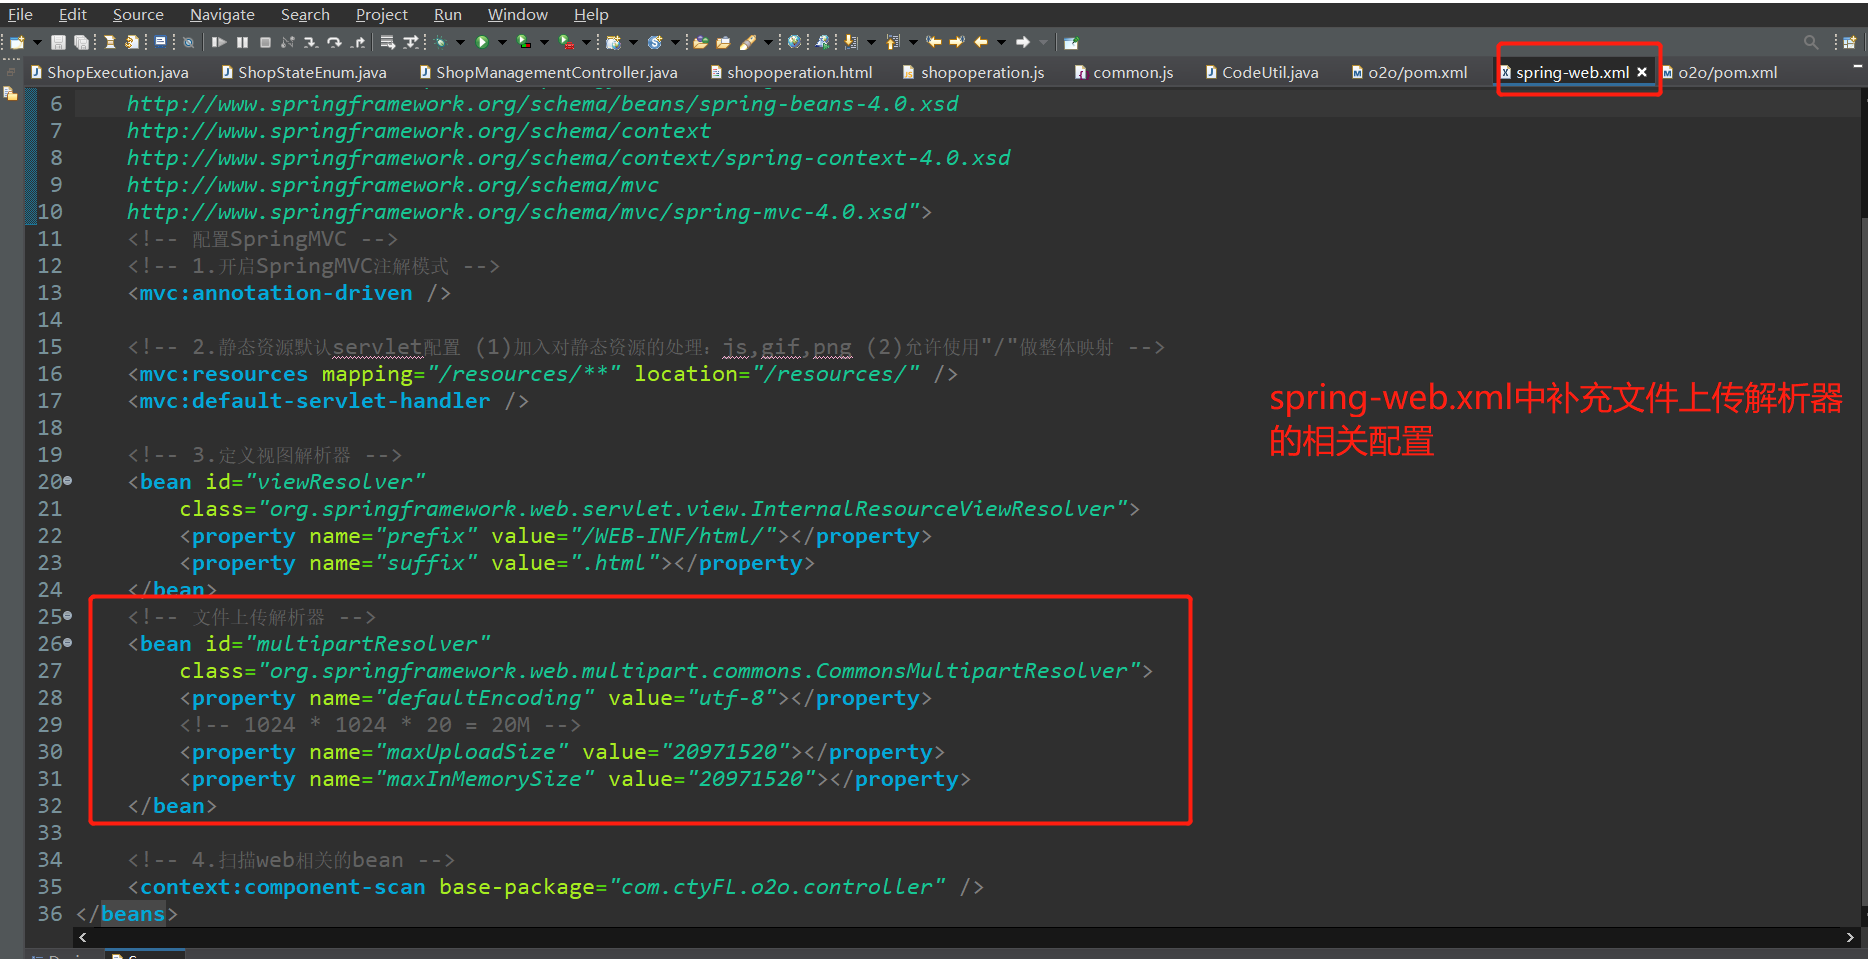 File Edit Source Navigate Search Project Run Window Help
ShopExecution.java ShopStateEnum.java ShopManagementController.java shopoperation.html shopoperation.js common.js CodeUtil.java o2o/pom.xml spring-web.xml o2o/pom.xml
6 http://www.springframework.org/schema/beans/spring-beans-4.0.xsd
7 http://www.springframework.org/schema/context
8 http://www.springframework.org/schema/context/spring-context-4.0.xsd
9 http://www.springframework.org/schema/mvc
10 http://www.springframework.org/schema/mvc/spring-mvc-4.0.xsd">
11 <!-- 配置SpringMVC -->
12 <!-- 1.开启SpringMVC注解模式 -->
13 <mvc:annotation-driven />
14
15 <!-- 2.静态资源默认servlet配置 (1)加入对静态资源的处理：js,gif,png (2)允许使用"/"做整体映射 -->
16 <mvc:resources mapping="/resources/**" location="/resources/" />
17 <mvc:default-servlet-handler />
18
19 <!-- 3.定义视图解析器 -->
20 <bean id="viewResolver"
21 class="org.springframework.web.servlet.view.InternalResourceViewResolver">
22 <property name="prefix" value="/WEB-INF/html/"></property>
23 <property name="suffix" value=".html"></property>
24 </bean>
25 <!-- 文件上传解析器 -->
26 <bean id="multipartResolver"
27 class="org.springframework.web.multipart.commons.CommonsMultipartResolver">
28 <property name="defaultEncoding" value="utf-8"></property>
29 <!-- 1024 * 1024 * 20 = 20M -->
30 <property name="maxUploadSize" value="20971520"></property>
31 <property name="maxInMemorySize" value="20971520"></property>
32 </bean>
33
34 <!-- 4.扫描web相关的bean -->
35 <context:component-scan base-package="com.ctyFL.o2o.controller" />
36 </beans>
spring-web.xml中补充文件上传解析器
的相关配置